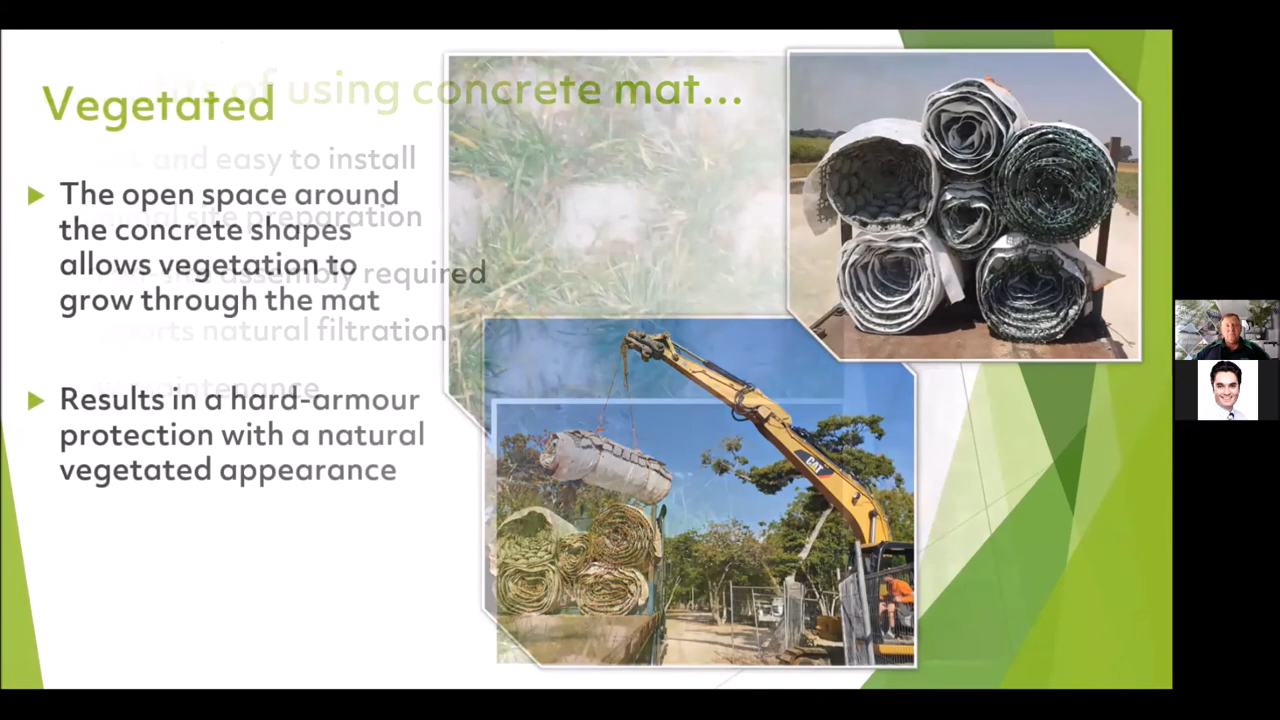 Vegetated
of using concrete mat...
and easy to install
The open space around
site preparation
the concrete shapes
allows vegetation to
assembly required
grow through the mat
natural filtration
maintenance
Results in a hard-armour
protection with a natural
vegetated appearance
CAT